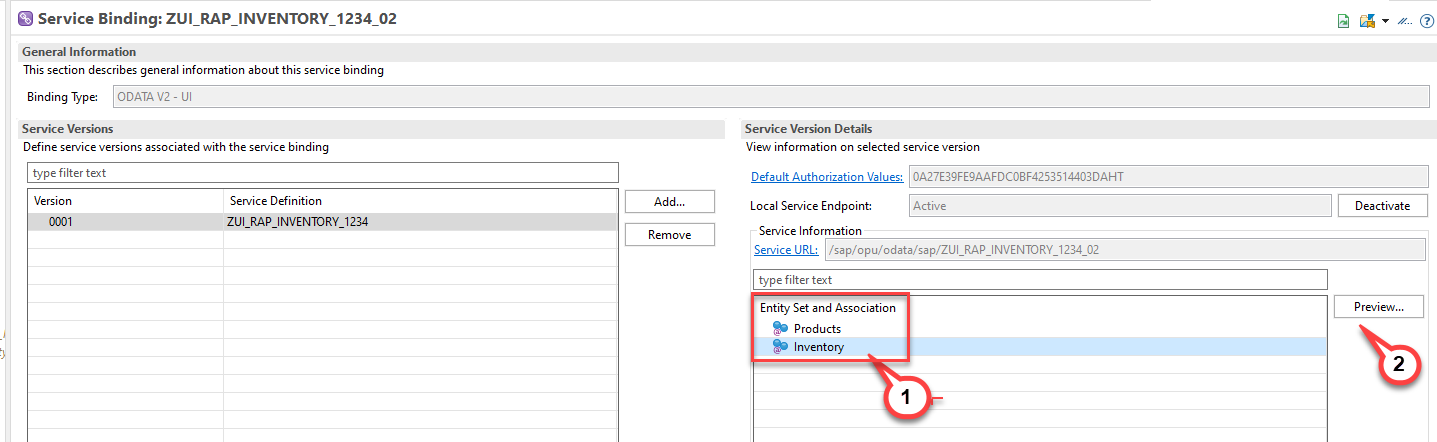 Service Binding: ZUI_RAP_INVENTORY_1234_02
General Information
This section describes general information about this service binding
Binding Type: ODATA V2 - UI
Service Versions
Define service versions associated with the service binding
type filter text
Version Service Definition
0001 ZUI_RAP_INVENTORY_1234
Add...
Remove
Service Version Details
View information on selected service version
Default Authorization Values: 0A27E39FE9AAFDC0BF4253514403DAHT
Local Service Endpoint: Active Deactivate
Service Information
Service URL: /sap/opu/odata/sap/ZUI_RAP_INVENTORY_1234_02
type filter text
Entity Set and Association
Products
Inventory
Preview...
1
2